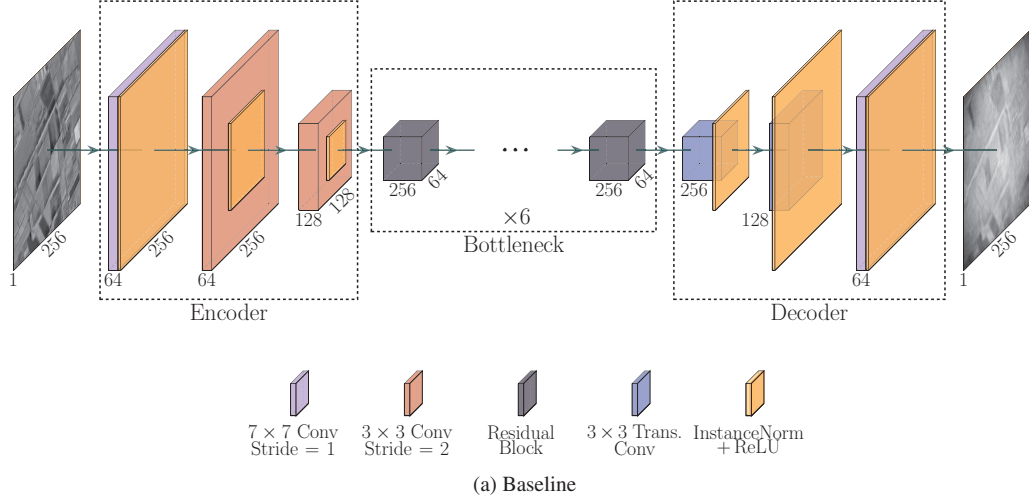 1
256
64
256
64
256
128
128
256
64
...
256
64
×6
256
128
64
1
256
Encoder
Bottleneck
Decoder
7 × 7 Conv
Stride = 1
3 × 3 Conv
Stride = 2
Residual
Block
3 × 3 Trans.
Conv
InstanceNorm
+ ReLU
(a) Baseline